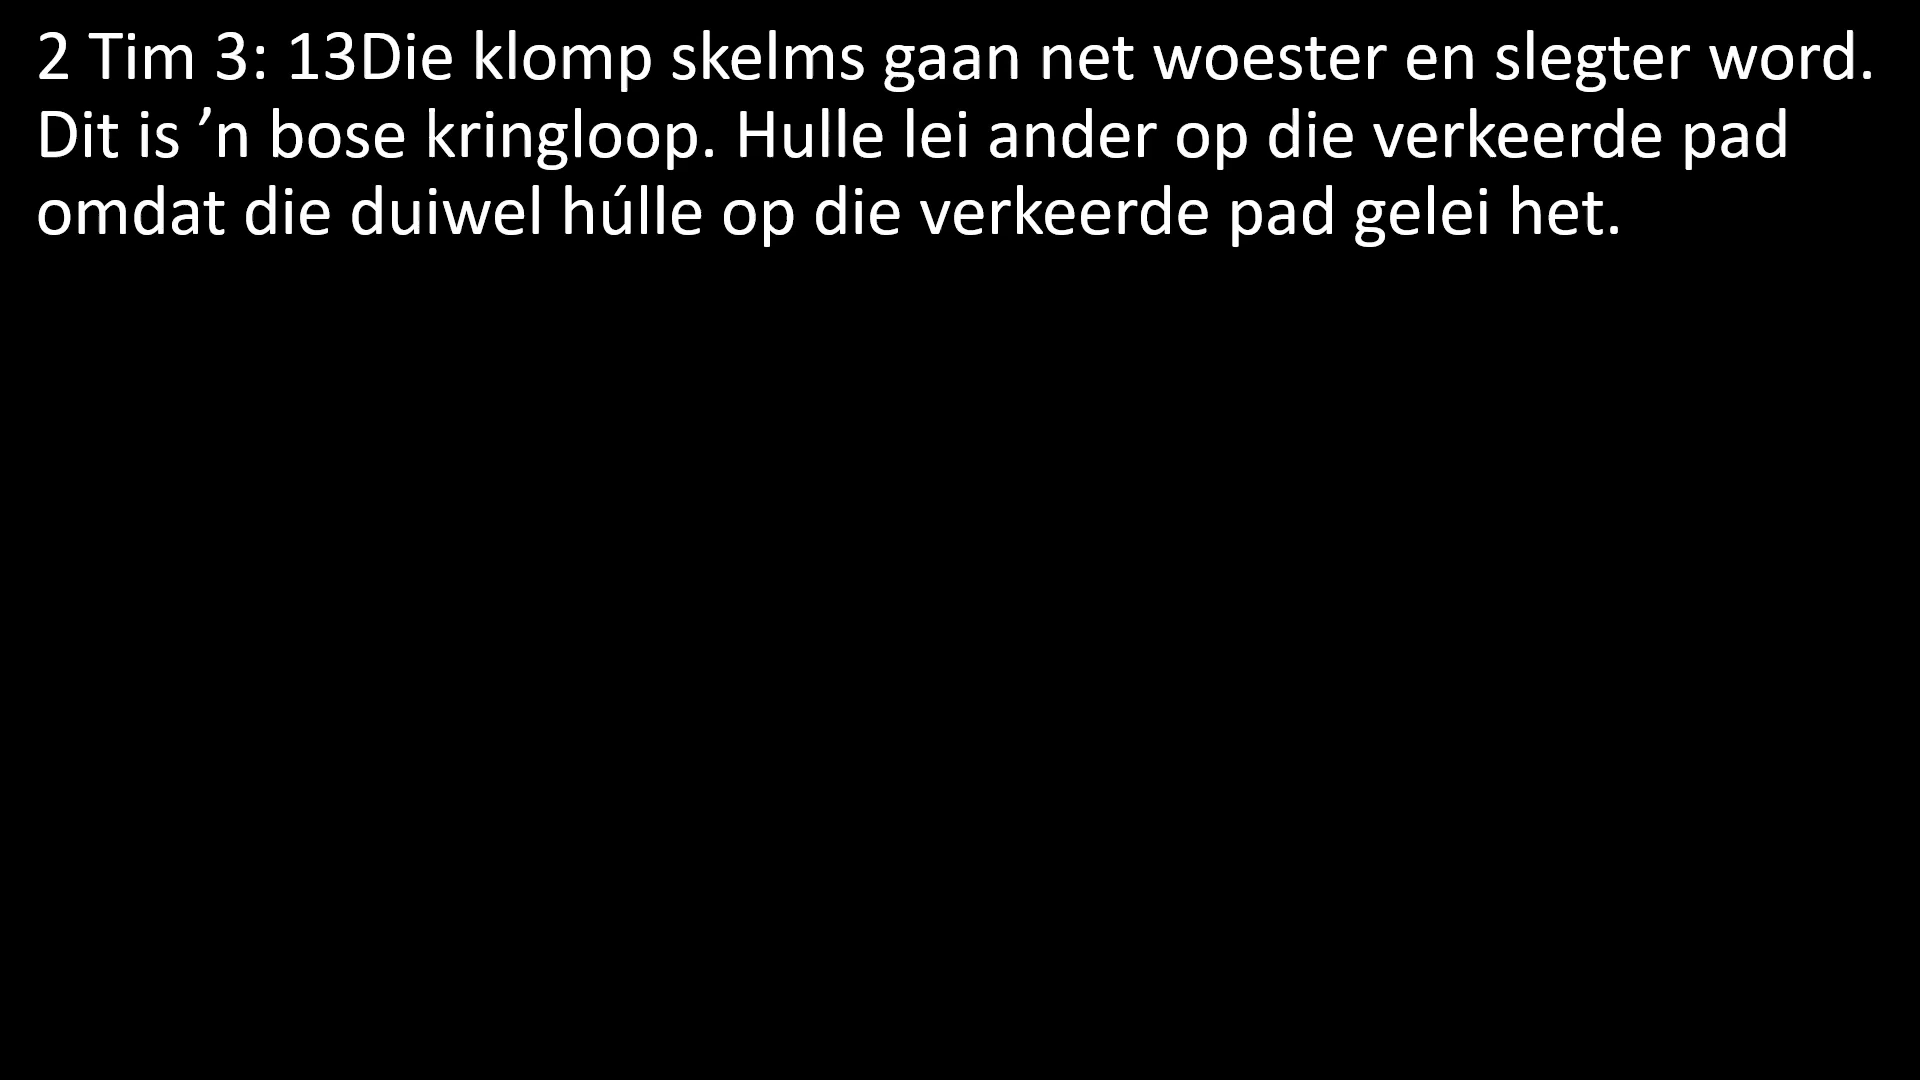 2 Tim 3: 13Die klomp skelms gaan net woester en slegter word.
Dit is ’n bose kringloop. Hulle lei ander op die verkeerde pad
omdat die duiwel húlle op die verkeerde pad gelei het.